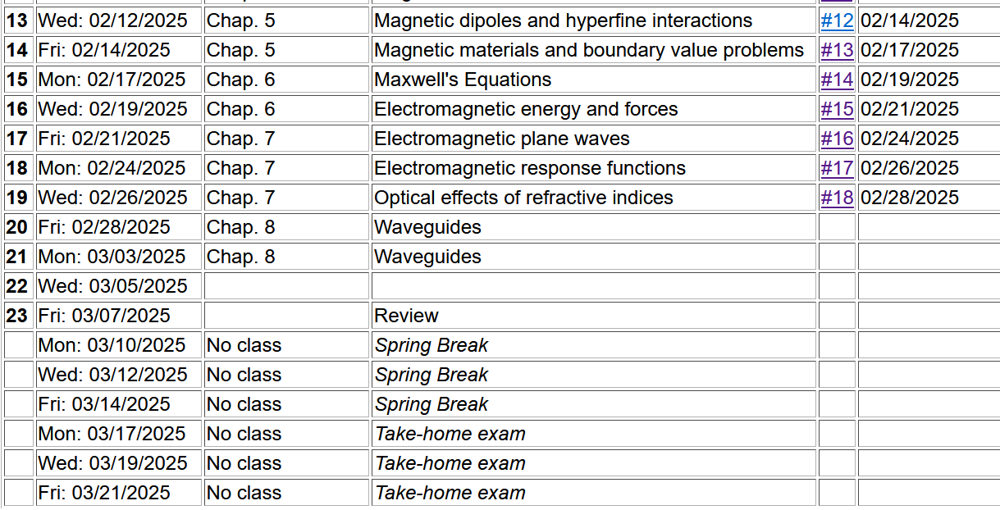 13 Wed: 02/12/2025 Chap. 5 Magnetic dipoles and hyperfine interactions #12 02/14/2025
14 Fri: 02/14/2025 Chap. 5 Magnetic materials and boundary value problems #13 02/17/2025
15 Mon: 02/17/2025 Chap. 6 Maxwell's Equations #14 02/19/2025
16 Wed: 02/19/2025 Chap. 6 Electromagnetic energy and forces #15 02/21/2025
17 Fri: 02/21/2025 Chap. 7 Electromagnetic plane waves #16 02/24/2025
18 Mon: 02/24/2025 Chap. 7 Electromagnetic response functions #17 02/26/2025
19 Wed: 02/26/2025 Chap. 7 Optical effects of refractive indices #18 02/28/2025
20 Fri: 02/28/2025 Chap. 8 Waveguides
21 Mon: 03/03/2025 Chap. 8 Waveguides
22 Wed: 03/05/2025
23 Fri: 03/07/2025 Review
Mon: 03/10/2025 No class Spring Break
Wed: 03/12/2025 No class Spring Break
Fri: 03/14/2025 No class Spring Break
Mon: 03/17/2025 No class Take-home exam
Wed: 03/19/2025 No class Take-home exam
Fri: 03/21/2025 No class Take-home exam